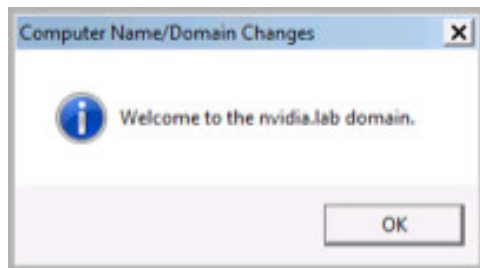 Computer Name/Domain Changes
Welcome to the nvidia.lab domain.
OK